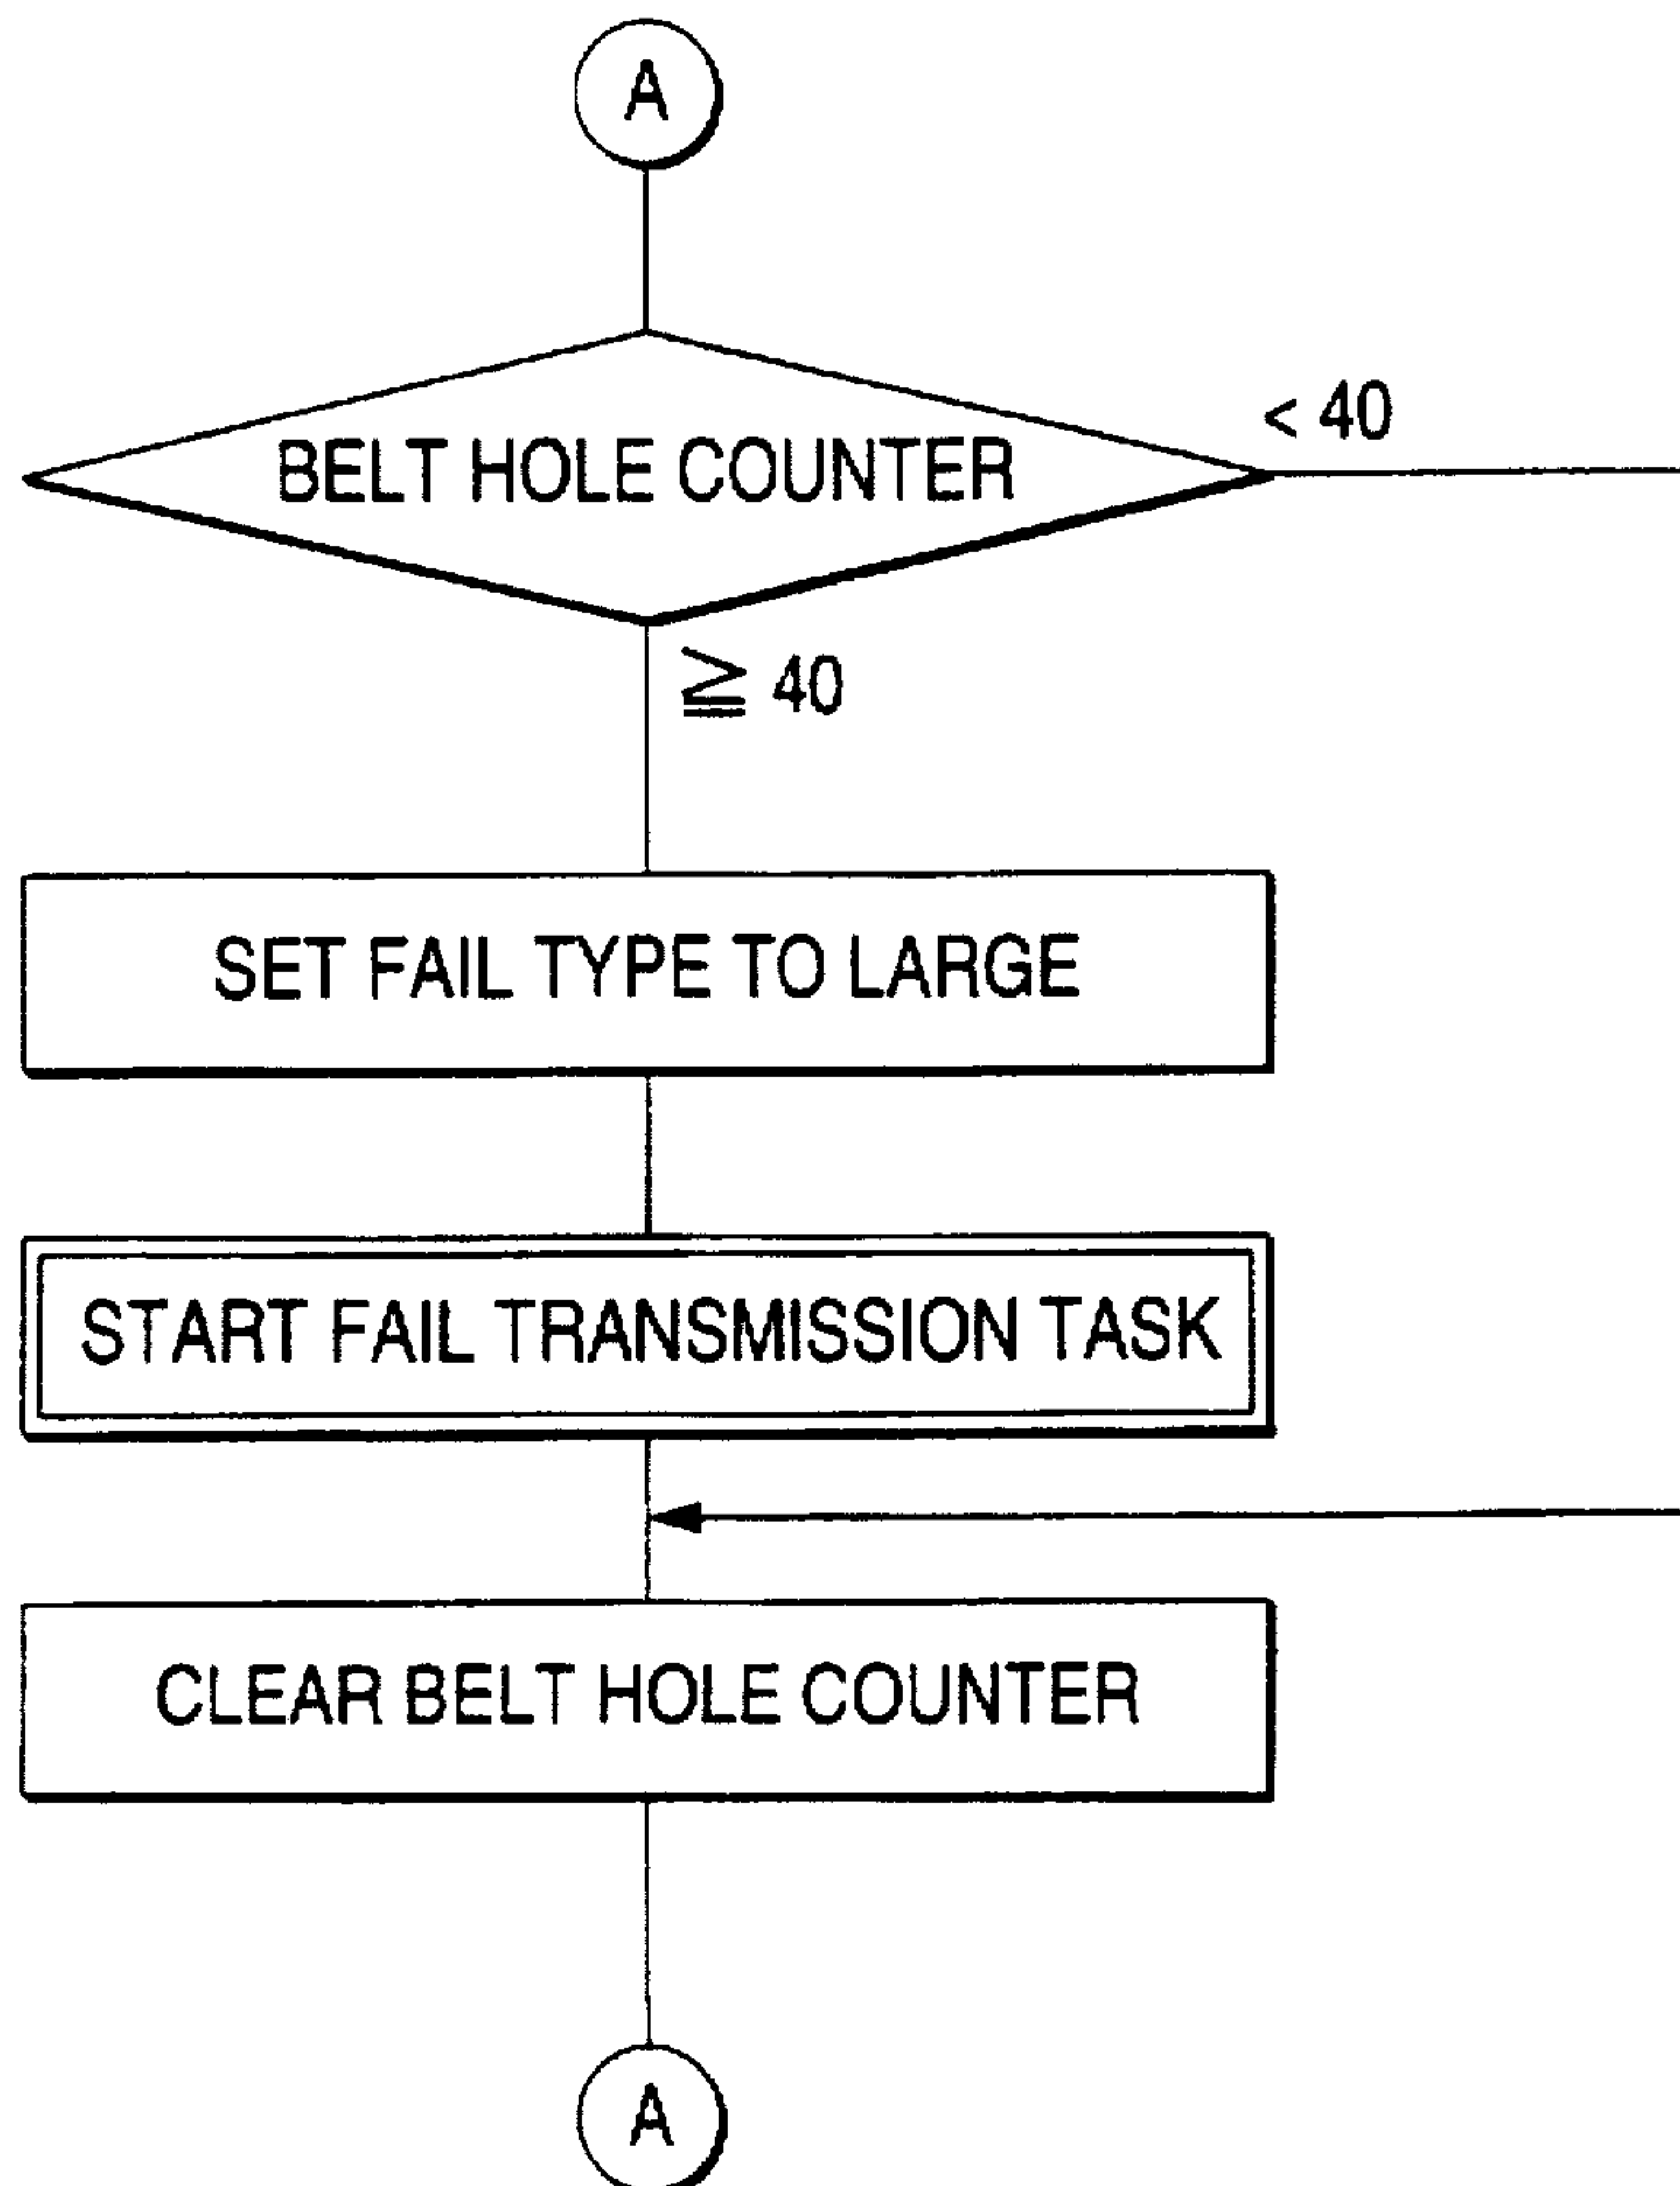 A
BELT HOLE COUNTER
< 40
≧ 40
SET FAIL TYPE TO LARGE
START FAIL TRANSMISSION TASK
CLEAR BELT HOLE COUNTER
A